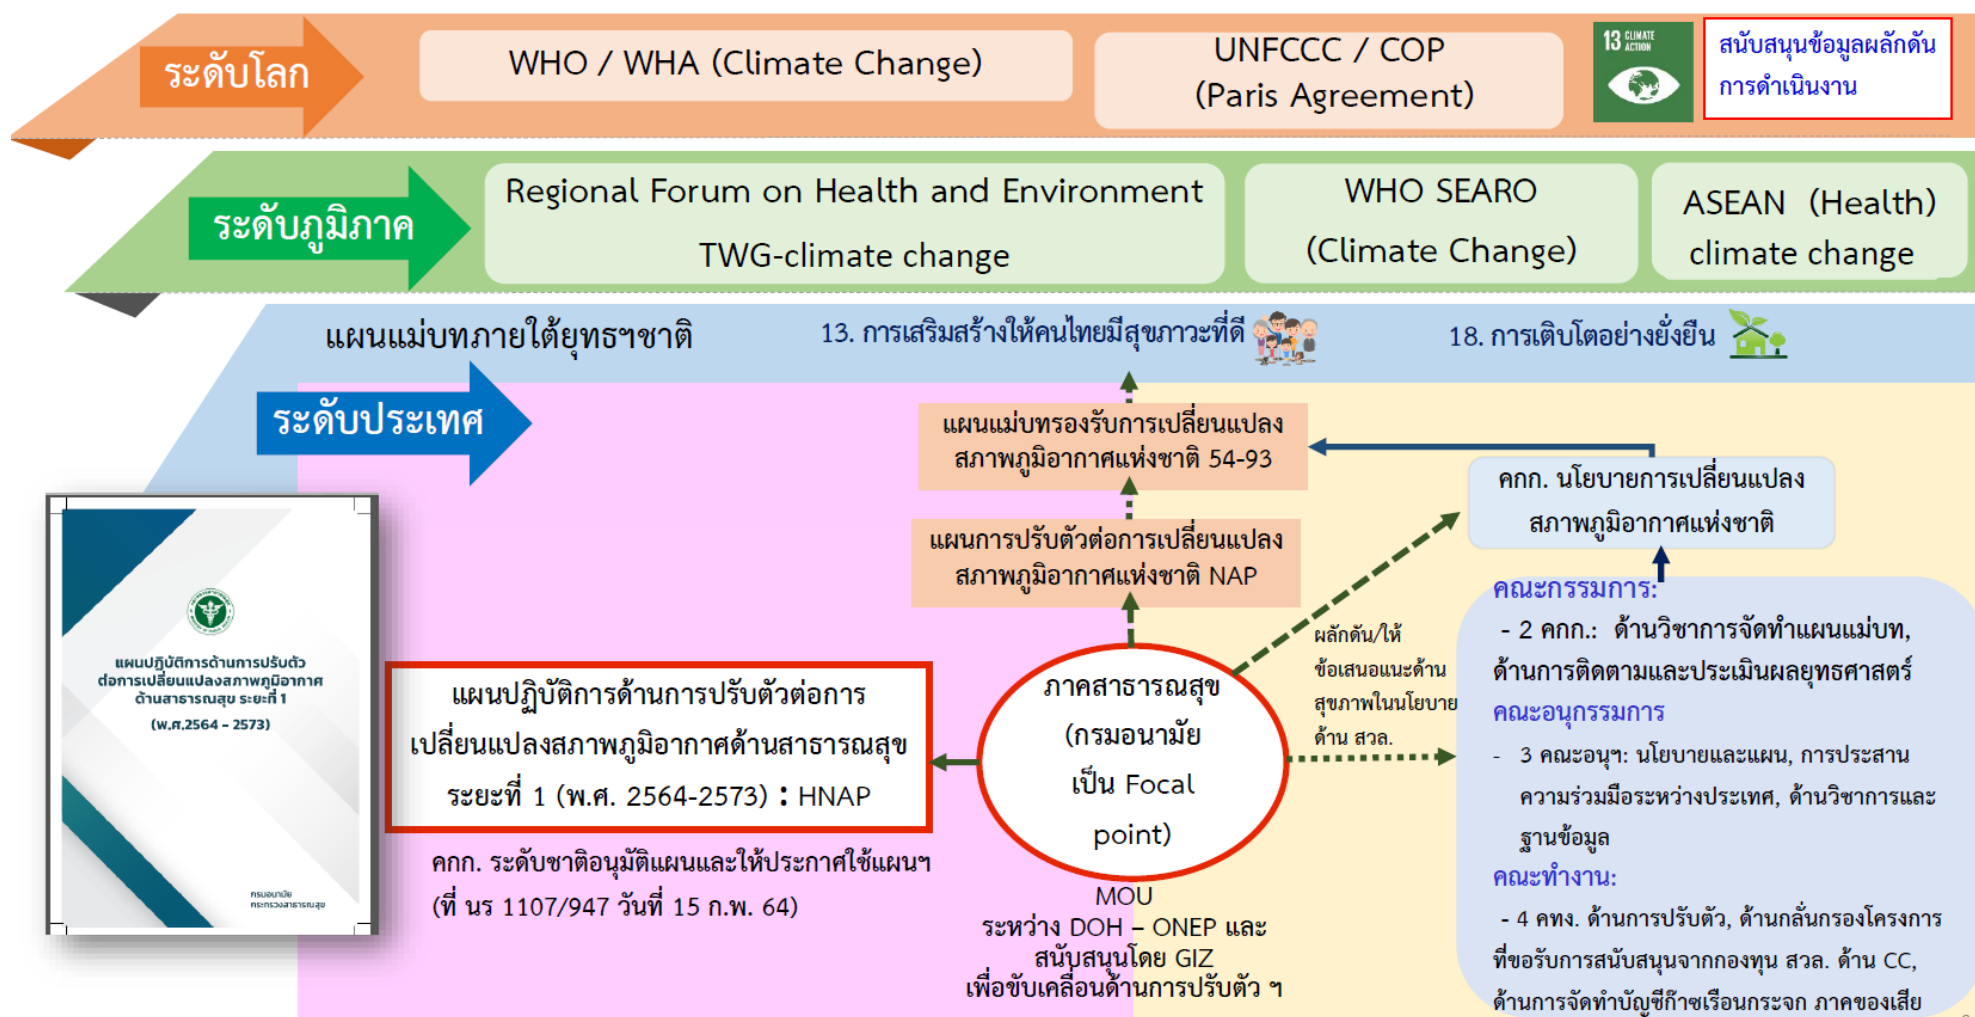 ระดับโลก
WHO / WHA (Climate Change)
UNFCCC / COP
(Paris Agreement)
13 CLIMATE
ACTION
สนับสนุนข้อมูลผลักดัน
การดำเนินงาน
ระดับภูมิภาค
Regional Forum on Health and Environment
TWG-climate change
WHO SEARO
(Climate Change)
ASEAN (Health)
climate change
แผนแม่บทภายใต้ยุทธฯชาติ
13. การเสริมสร้างให้คนไทยมีสุขภาวะที่ดี
18. การเติบโตอย่างยั่งยืน
ระดับประเทศ
แผนแม่บทรองรับการเปลี่ยนแปลง
สภาพภูมิอากาศแห่งชาติ 54-93
แผนการปรับตัวต่อการเปลี่ยนแปลง
สภาพภูมิอากาศแห่งชาติ NAP
คกก. นโยบายการเปลี่ยนแปลง
สภาพภูมิอากาศแห่งชาติ
แผนปฏิบัติการด้านการปรับตัว
ต่อการเปลี่ยนแปลงสภาพภูมิอากาศ
ด้านสาธารณสุข ระยะที่ 1
(พ.ศ.2564 - 2573)
กรมอนามัย
กระทรวงสาธารณสุข
แผนปฏิบัติการด้านการปรับตัวต่อการ
เปลี่ยนแปลงสภาพภูมิอากาศด้านสาธารณสุข
ระยะที่ 1 (พ.ศ. 2564-2573) : HNAP
คกก. ระดับชาติอนุมัติแผนและให้ประกาศใช้แผนฯ
(ที่ นร 1107/947 วันที่ 15 ก.พ. 64)
ภาคสาธารณสุข
(กรมอนามัย
เป็น Focal
point)
MOU
ระหว่าง DOH – ONEP และ
สนับสนุนโดย GIZ
เพื่อขับเคลื่อนด้านการปรับตัว ฯ
ผลักดัน/ให้
ข้อเสนอแนะด้าน
สุขภาพในนโยบาย
ด้าน สวล.
คณะกรรมการ:
- 2 คกก.: ด้านวิชาการจัดทำแผนแม่บท,
ด้านการติดตามและประเมินผลยุทธศาสตร์
คณะอนุกรรมการ
- 3 คณะอนุฯ: นโยบายและแผน, การประสาน
ความร่วมมือระหว่างประเทศ, ด้านวิชาการและ
ฐานข้อมูล
คณะทำงาน:
- 4 คทง. ด้านการปรับตัว, ด้านกลั่นกรองโครงการ
ที่ขอรับการสนับสนุนจากกองทุน สวล. ด้าน CC,
ด้านการจัดทำบัญชีก๊าซเรือนกระจก ภาคของเสีย